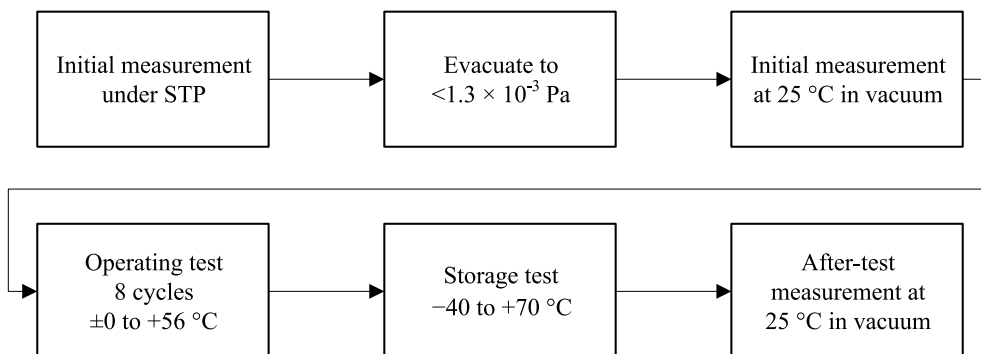 Initial measurement
under STP
Evacuate to
<1.3 × 10⁻³ Pa
Initial measurement
at 25 °C in vacuum
Operating test
8 cycles
±0 to +56 °C
Storage test
−40 to +70 °C
After-test
measurement at
25 °C in vacuum